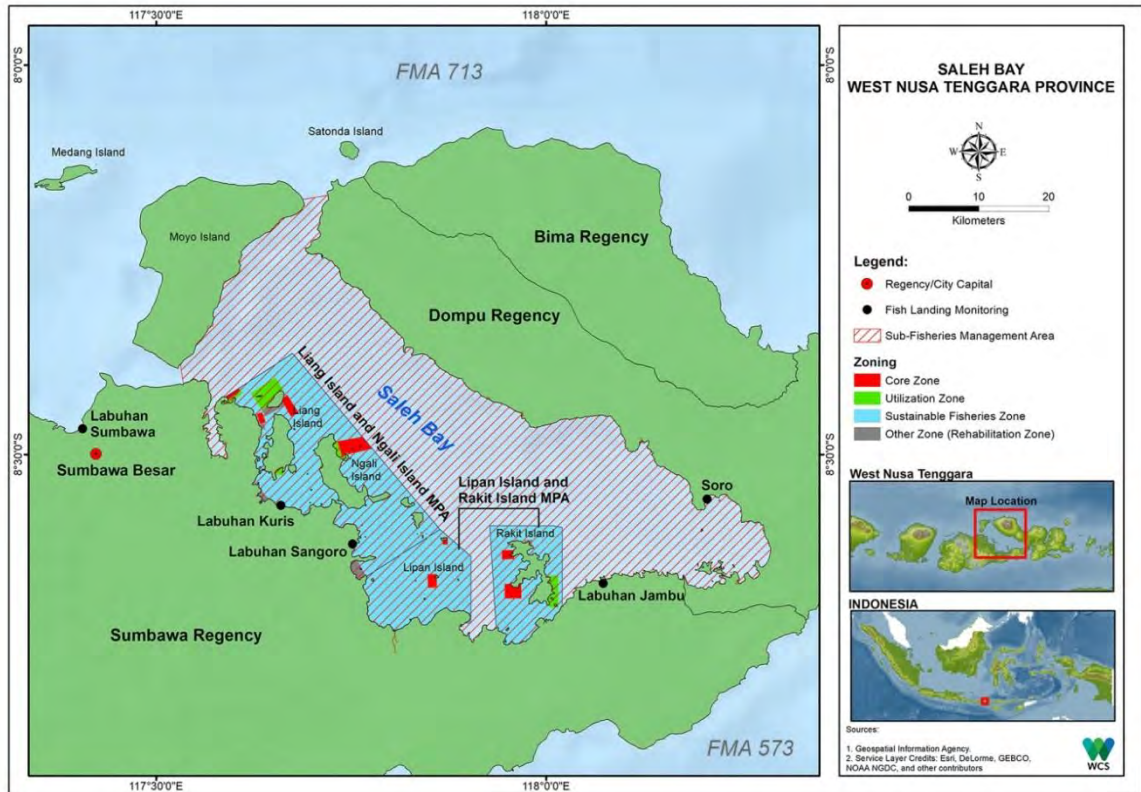 117°30'0"E
118°0'0"E
8°0'0"S
8°0'0"S
FMA 713
Satonda Island
Medang Island
Moyo Island
Bima Regency
Dompu Regency
Saleh Bay
Liang Island and Ngali Island MPA
Liang
Island
Labuhan
Sumbawa
8°30'0"S
8°30'0"S
Sumbawa Besar
Ngali
Island
Lipan Island and
Rakit Island MPA
Soro
Labuhan Kuris
Rakit Island
Labuhan Sangoro
Lipan Island
Labuhan Jambu
Sumbawa Regency
FMA 573
117°30'0"E
118°0'0"E
SALEH BAY
WEST NUSA TENGGARA PROVINCE
N
W E
S
0 10 20
Kilometers
Legend:
Regency/City Capital
Fish Landing Monitoring
Sub-Fisheries Management Area
Zoning
Core Zone
Utilization Zone
Sustainable Fisheries Zone
Other Zone (Rehabilitation Zone)
West Nusa Tenggara
Map Location
INDONESIA
Sources:
1. Geospatial Information Agency.
2. Service Layer Credits: Esri, DeLorme, GEBCO,
NOAA NGDC, and other contributors
WCS